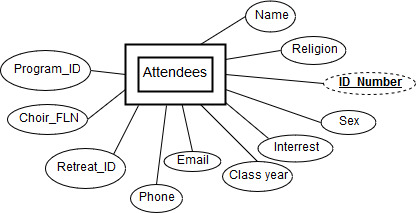 Name
Religion
Program_ID
Attendees
ID_Number
Choir_FLN
Sex
Interrest
Retreat_ID
Email
Class year
Phone